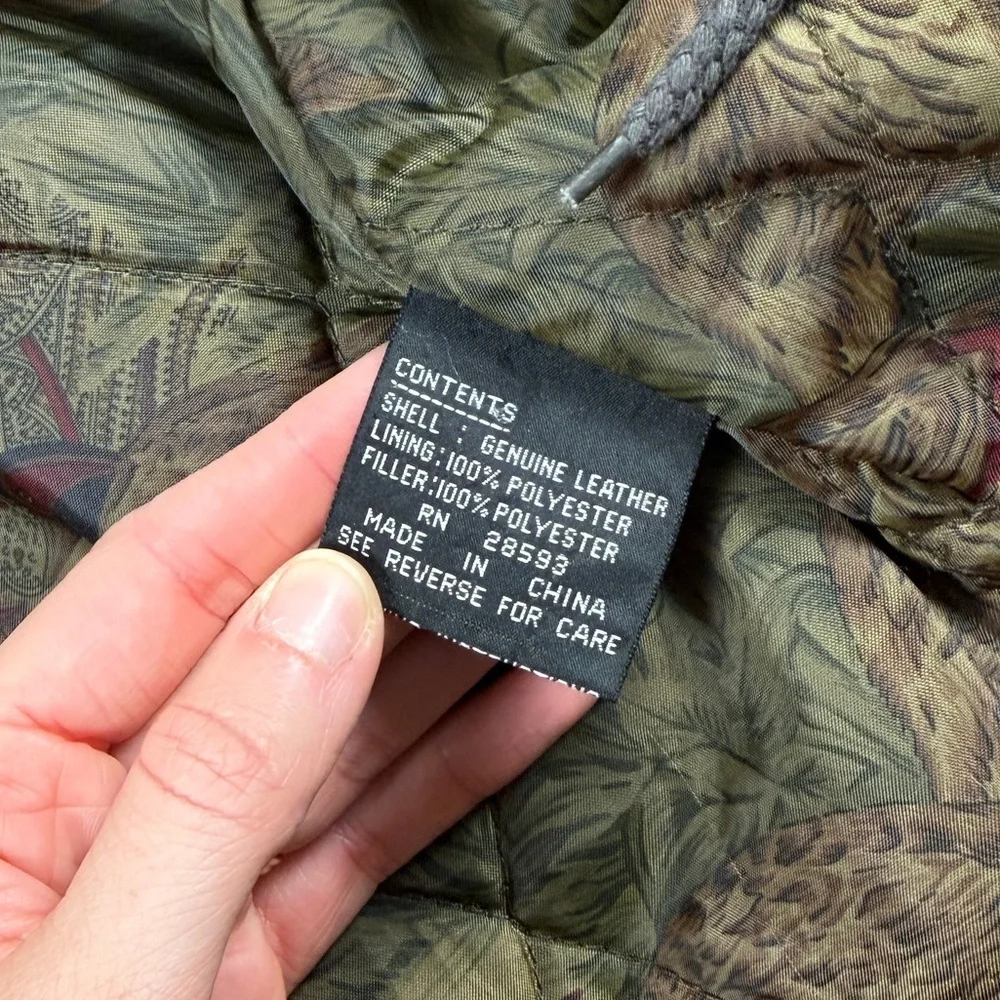 CONTENTS
SHELL : GENUINE LEATHER
LINING:100% POLYESTER
FILLER:100% POLYESTER
RN 28593
MADE IN CHINA
SEE REVERSE FOR CARE